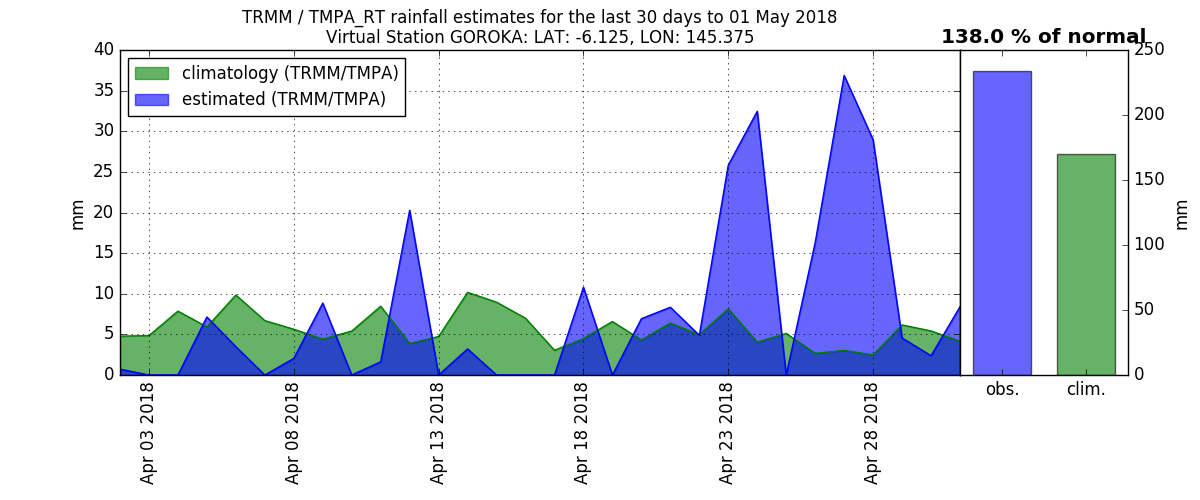 TRMM / TMPA_RT rainfall estimates for the last 30 days to 01 May 2018
Virtual Station GOROKA: LAT: -6.125, LON: 145.375
138.0 % of normal
climatology (TRMM/TMPA)
estimated (TRMM/TMPA)
mm
40
35
30
25
20
15
10
5
0
Apr 03 2018
Apr 08 2018
Apr 13 2018
Apr 18 2018
Apr 23 2018
Apr 28 2018
250
200
150
100
50
0
mm
obs.
clim.